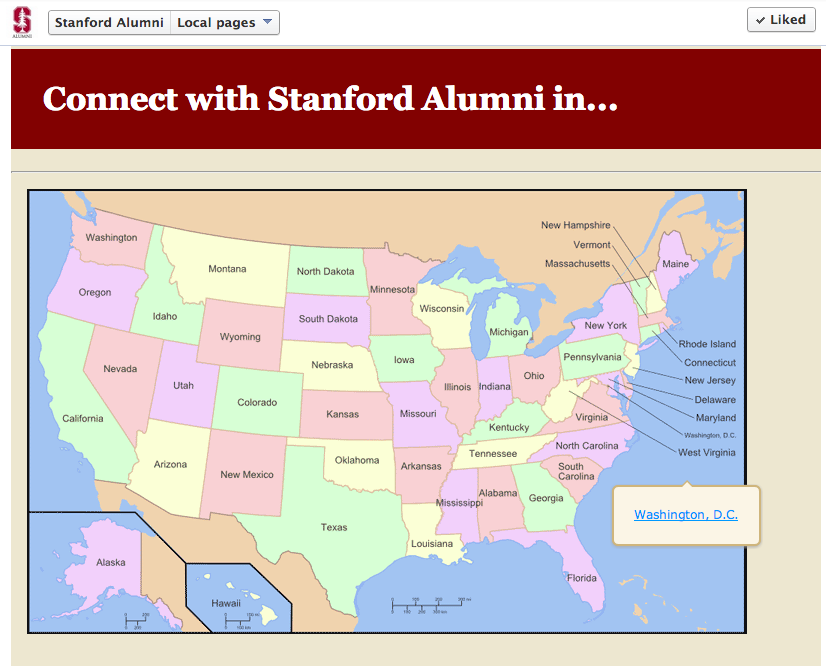 ALUMNI
Stanford Alumni
Local pages
Liked
Connect with Stanford Alumni in...
New Hampshire
Vermont
Massachusetts
Washington
Maine
Montana
North Dakota
Minnesota
Oregon
Idaho
South Dakota
Wisconsin
Michigan
New York
Wyoming
Rhode Island
Pennsylvania
Iowa
Nebraska
Connecticut
Nevada
Ohio
New Jersey
Utah
Illinois
Indiana
Delaware
Colorado
Kansas
Missouri
Maryland
California
Virginia
Kentucky
Washington, D.C.
North Carolina
West Virginia
Tennessee
Oklahoma
Arizona
Arkansas
New Mexico
South
Carolina
Alabama
Georgia
Mississippi
Washington, D.C.
Texas
Louisiana
Alaska
Florida
Hawaii